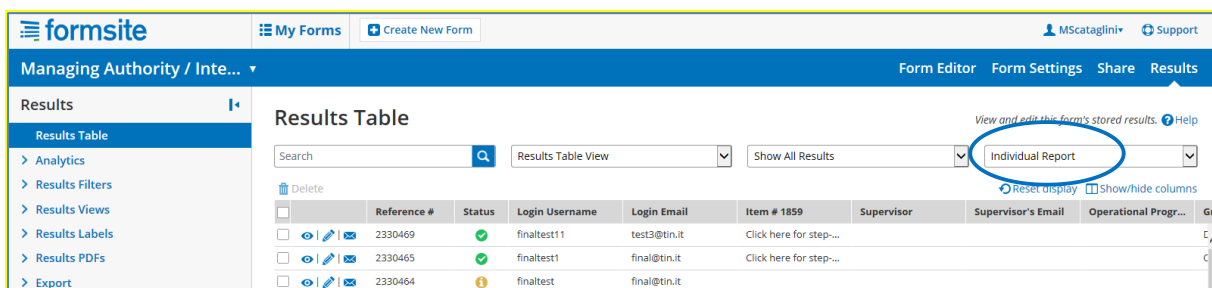 formsite My Forms Create New Form MScataglini Support
Managing Authority / Inte... Form Editor Form Settings Share Results
Results
Results Table View and edit this form's stored results. Help
Results Table
Search Results Table View Show All Results Individual Report
> Analytics
> Results Filters
Delete Reset display Show/hide columns
> Results Views
Reference # Status Login Username Login Email Item # 1859 Supervisor Supervisor's Email Operational Progr...
> Results Labels
2330469 finaltest11 test3@tin.it Click here for step-...
> Results PDFs
2330465 finaltest1 final@tin.it Click here for step-...
> Export
2330464 finaltest final@tin.it